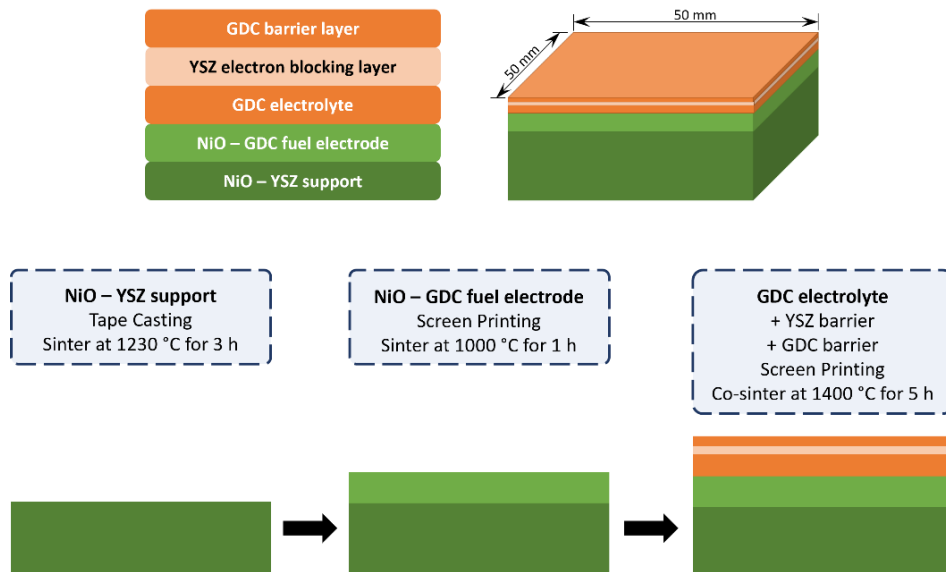 GDC barrier layer
YSZ electron blocking layer
GDC electrolyte
NiO – GDC fuel electrode
NiO – YSZ support
50 mm
50 mm
NiO – YSZ support
Tape Casting
Sinter at 1230 °C for 3 h
NiO – GDC fuel electrode
Screen Printing
Sinter at 1000 °C for 1 h
GDC electrolyte
+ YSZ barrier
+ GDC barrier
Screen Printing
Co-sinter at 1400 °C for 5 h